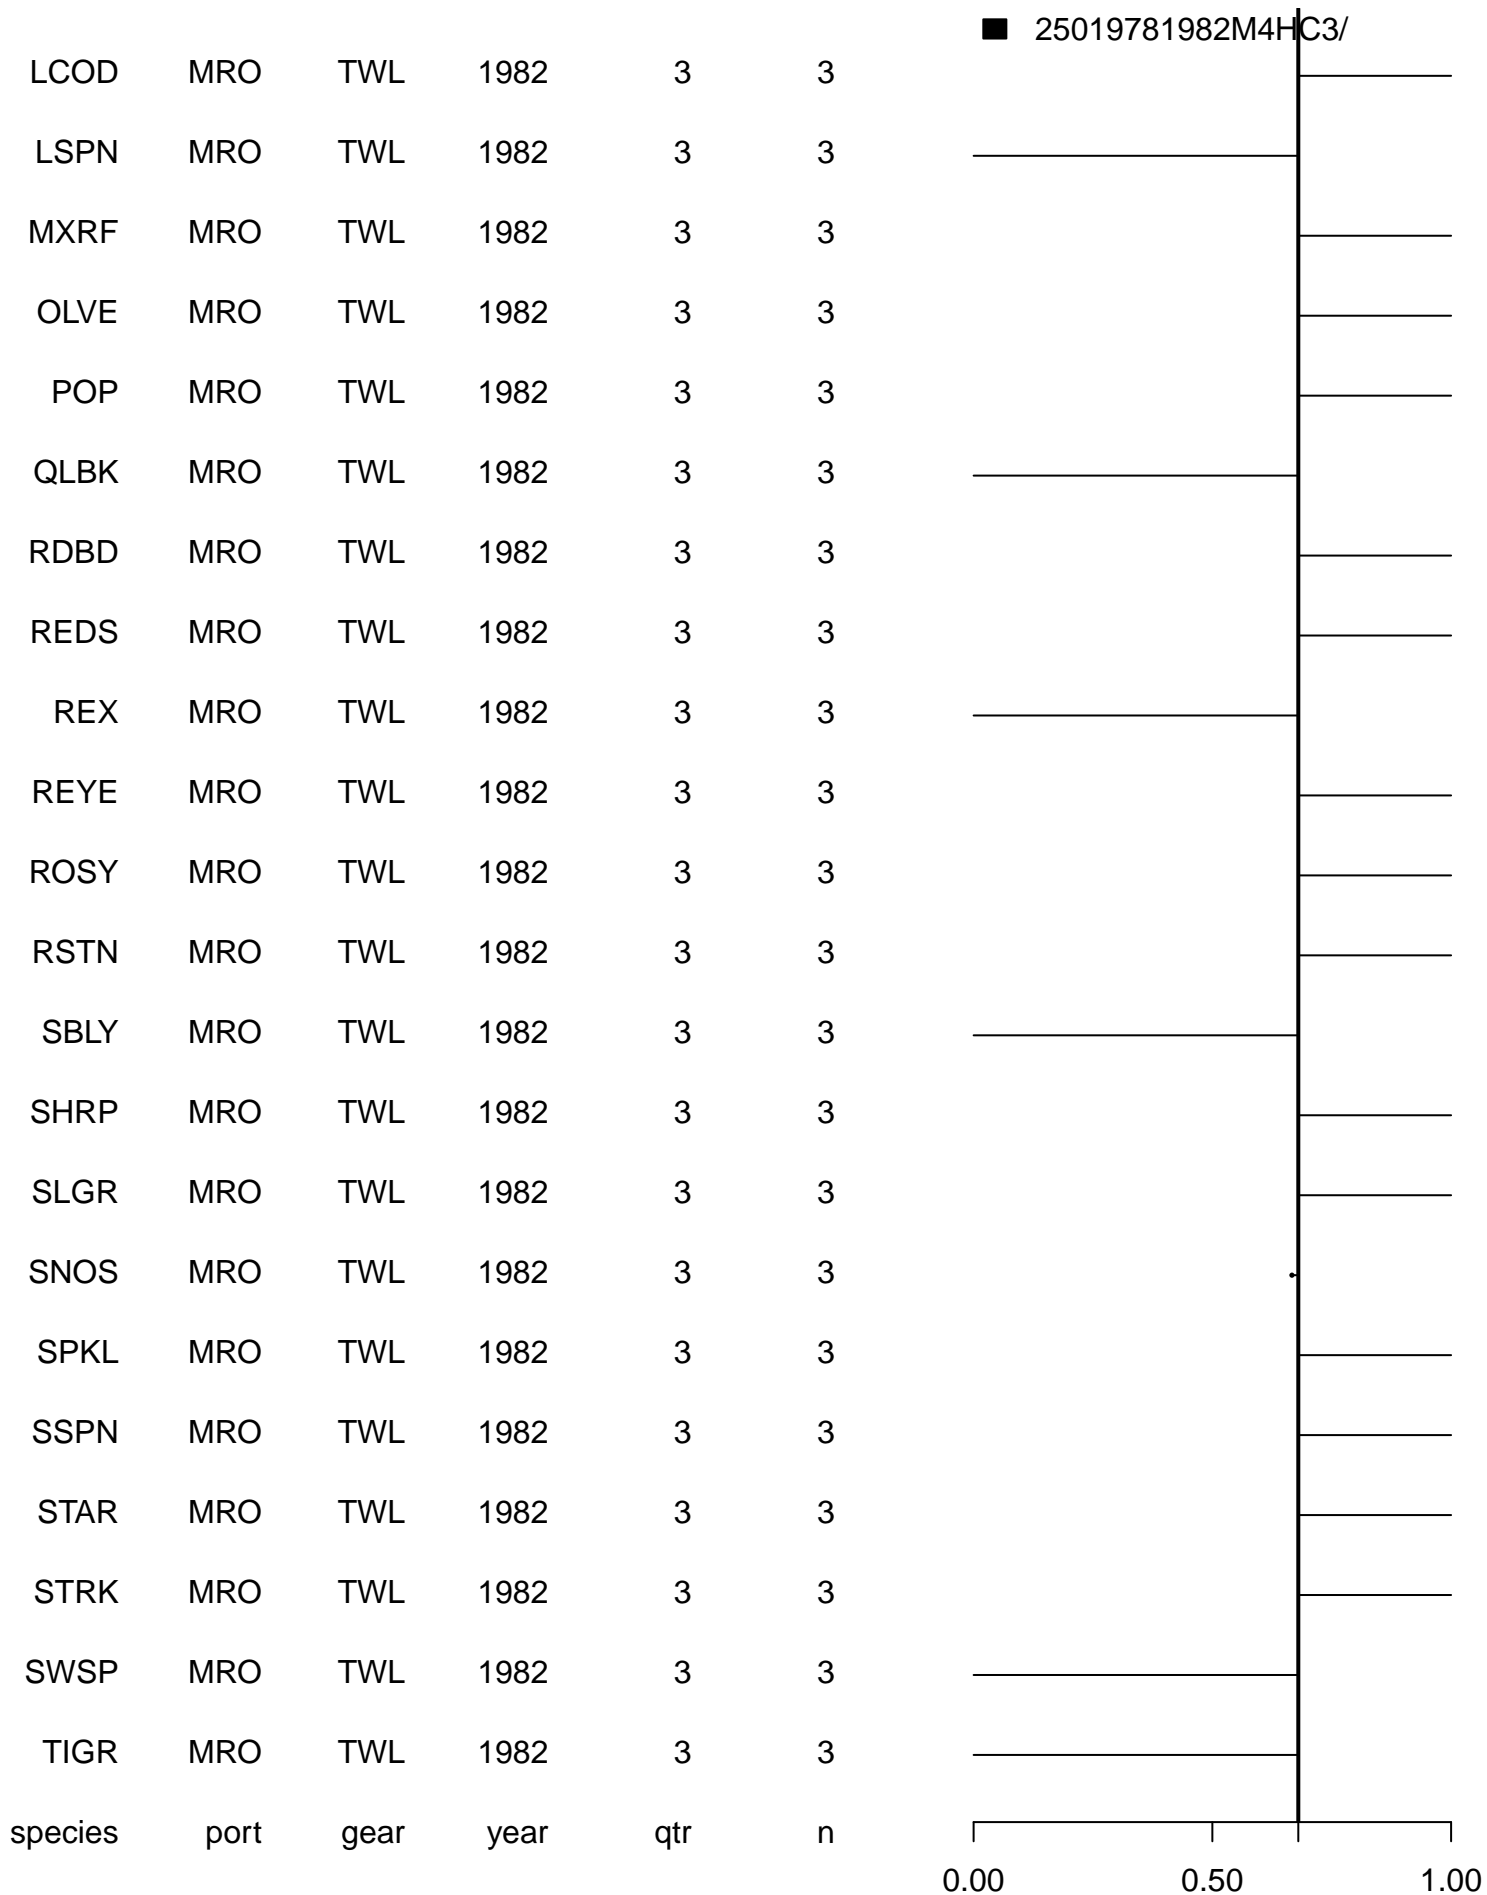 25019781982M4HC3/
LCOD MRO TWL 1982 3 3
LSPN MRO TWL 1982 3 3
MXRF MRO TWL 1982 3 3
OLVE MRO TWL 1982 3 3
POP MRO TWL 1982 3 3
QLBK MRO TWL 1982 3 3
RDBD MRO TWL 1982 3 3
REDS MRO TWL 1982 3 3
REX MRO TWL 1982 3 3
REYE MRO TWL 1982 3 3
ROSY MRO TWL 1982 3 3
RSTN MRO TWL 1982 3 3
SBLY MRO TWL 1982 3 3
SHRP MRO TWL 1982 3 3
SLGR MRO TWL 1982 3 3
SNOS MRO TWL 1982 3 3
SPKL MRO TWL 1982 3 3
SSPN MRO TWL 1982 3 3
STAR MRO TWL 1982 3 3
STRK MRO TWL 1982 3 3
SWSP MRO TWL 1982 3 3
TIGR MRO TWL 1982 3 3
species port gear year qtr n
0.00 0.50 1.00